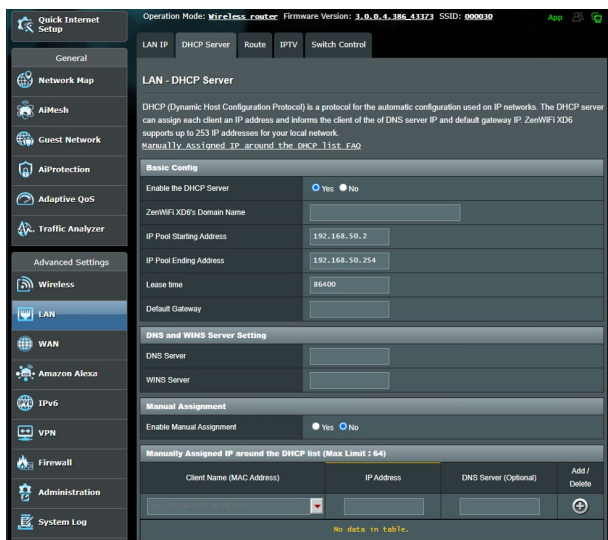 Quick Internet
Setup
Operation Mode: Wireless router Firmware Version: 3.0.0.4.386_43373 SSID: 000030
App
LAN IP
DHCP Server
Route
IPTV
Switch Control
General
Network Map
AiMesh
Guest Network
AiProtection
Adaptive QoS
Traffic Analyzer
Advanced Settings
Wireless
LAN
WAN
Amazon Alexa
IPv6
VPN
Firewall
Administration
System Log
LAN - DHCP Server
DHCP (Dynamic Host Configuration Protocol) is a protocol for the automatic configuration used on IP networks. The DHCP server
can assign each client an IP address and informs the client of the of DNS server IP and default gateway IP. ZenWiFi XD6
supports up to 253 IP addresses for your local network.
Manually Assigned IP around the DHCP list FAQ
Basic Config
Enable the DHCP Server Yes No
ZenWiFi XD6's Domain Name
IP Pool Starting Address 192.168.50.2
IP Pool Ending Address 192.168.50.254
Lease time 86400
Default Gateway
DNS and WINS Server Setting
DNS Server
WINS Server
Manual Assignment
Enable Manual Assignment Yes No
Manually Assigned IP around the DHCP list (Max Limit : 64)
Client Name (MAC Address) IP Address DNS Server (Optional) Add /
Delete
No data in table.